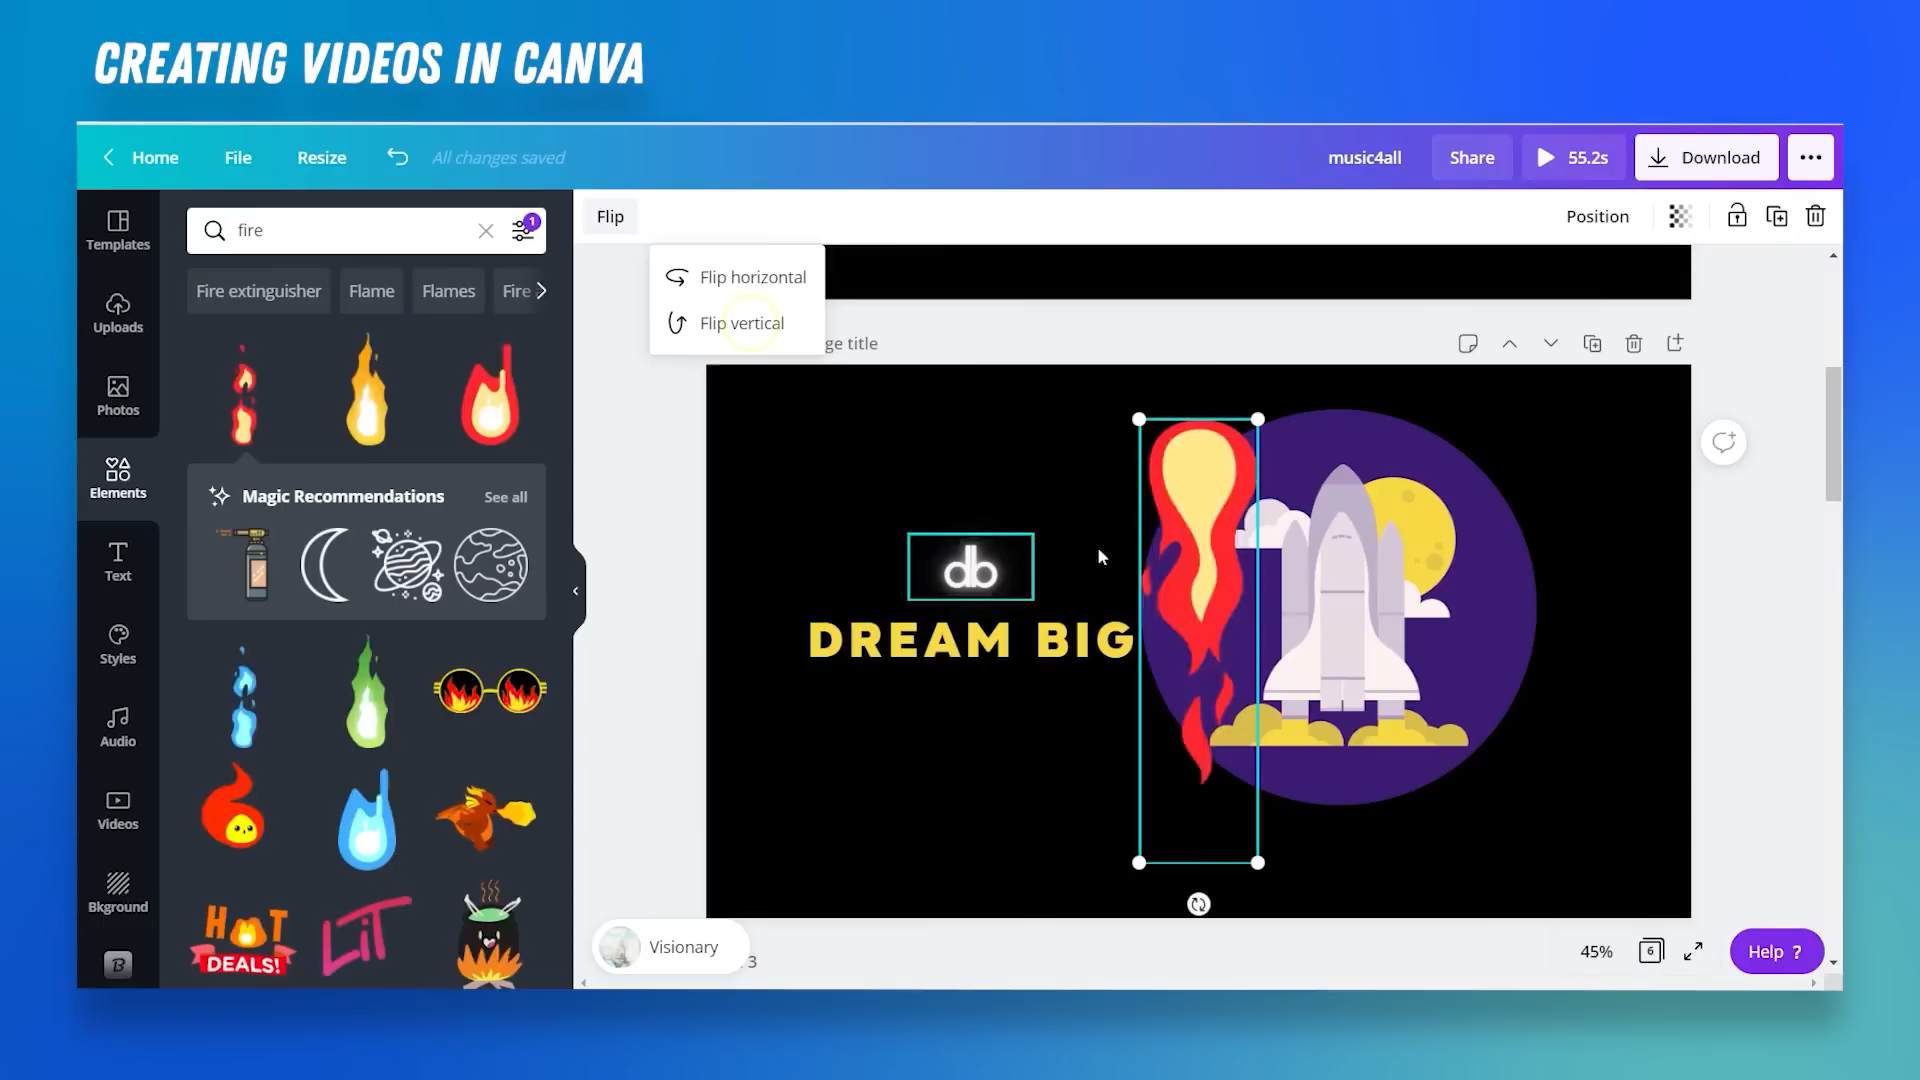 CREATING VIDEOS IN CANVA
Home
File
Resize
All changes saved
music4all
Share
55.2s
Download
Templates
Uploads
Photos
Elements
Text
Styles
Audio
Videos
Bkground
B
fire
1
Fire extinguisher
Flame
Flames
Fire
Magic Recommendations
See all
HOT
DEALS!
LIT
Flip
Position
Flip horizontal
Flip vertical
ge title
db
DREAM BIG
Visionary
3
45%
6
Help ?